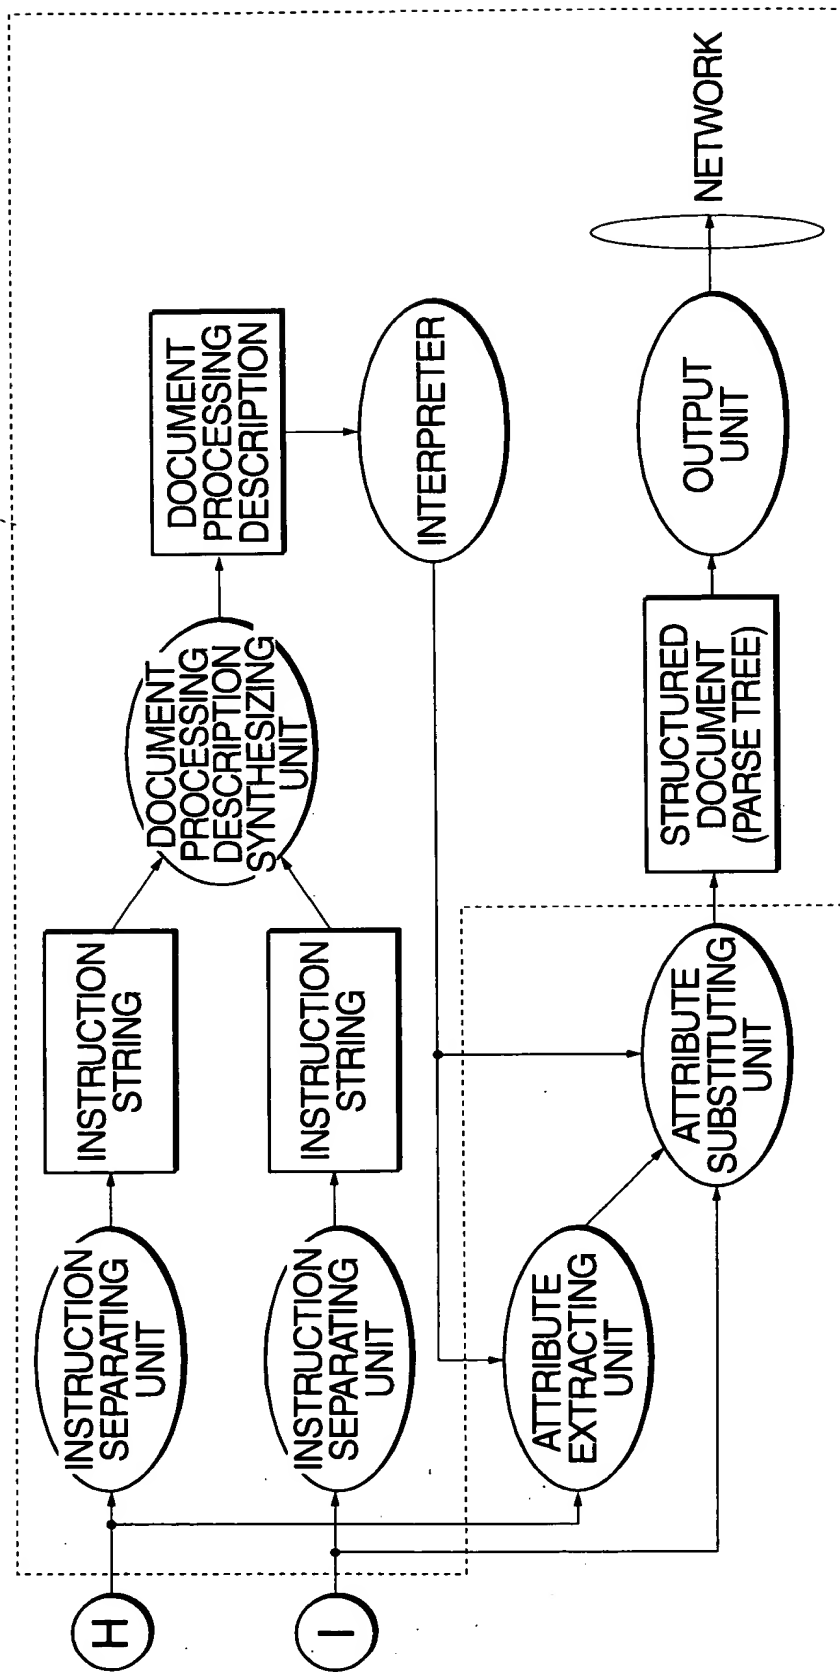 H
INSTRUCTION
SEPARATING
UNIT
INSTRUCTION
STRING
DOCUMENT
PROCESSING
DESCRIPTION
SYNTHESIZING
UNIT
DOCUMENT
PROCESSING
DESCRIPTION
I
INSTRUCTION
SEPARATING
UNIT
INSTRUCTION
STRING
INTERPRETER
ATTRIBUTE
EXTRACTING
UNIT
ATTRIBUTE
SUBSTITUTING
UNIT
STRUCTURED
DOCUMENT
(PARSE TREE)
OUTPUT
UNIT
NETWORK